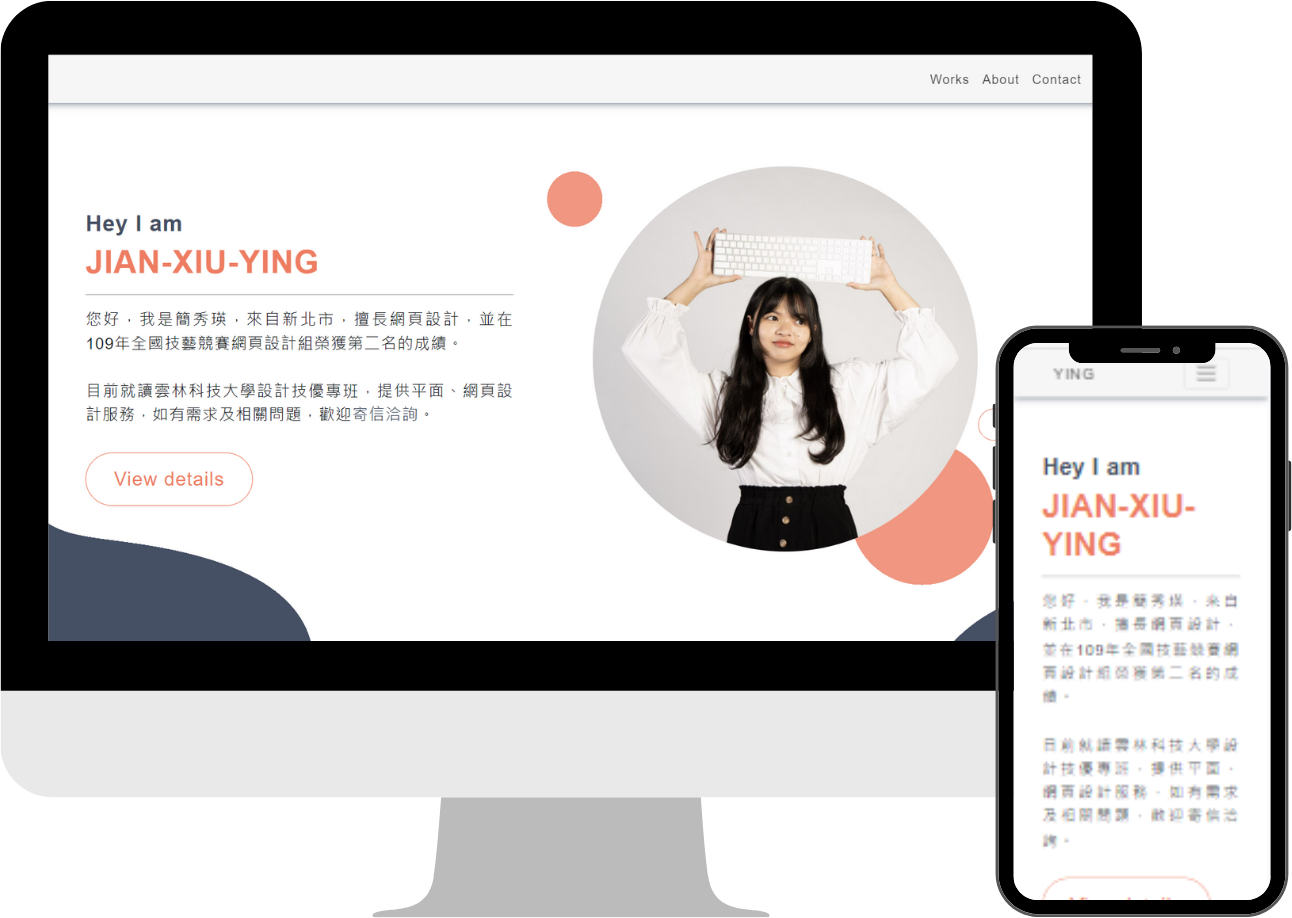 Works About Contact
Hey I am
JIAN-XIU-YING
您好，我是簡秀瑛，來自新北市，擅長網頁設計，並在
109年全國技藝競賽網頁設計組榮獲第二名的成績。
目前就讀雲林科技大學設計技優專班，提供平面、網頁設
計服務，如有需求及相關問題，歡迎寄信洽詢。
View details
YING
Hey I am
JIAN-XIU-
YING
您好，我是簡秀瑛，來自
新北市，擅長網頁設計，
並在109年全國技藝競賽網
頁設計組榮獲第二名的成
績。
目前就讀雲林科技大學設
計技優專班，提供平面、
網頁設計服務，如有需求
及相關問題，歡迎寄信洽
詢。